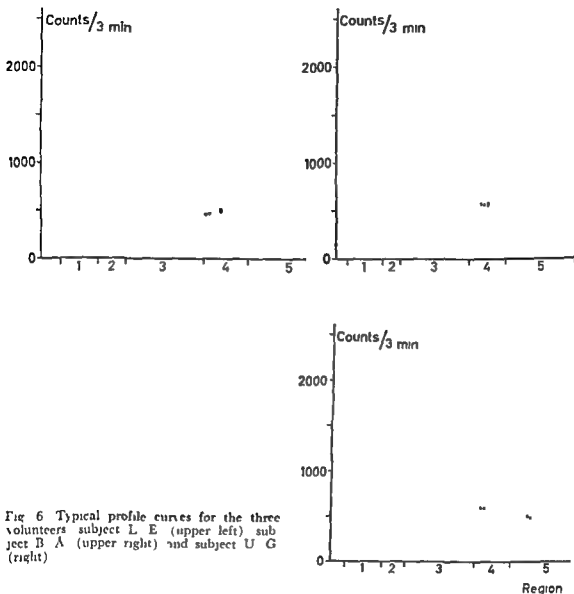 Counts/3 min
2000
1000
0
1 2 3 4 5
Counts/3 min
2000
1000
0
1 2 3 4 5
Counts/3 min
2000
1000
0
1 2 3 4 5
Region
Fig 6 Typical profile curves for the three
volunteers subject L E (upper left) sub
ject B A (upper right) and subject U G
(right)